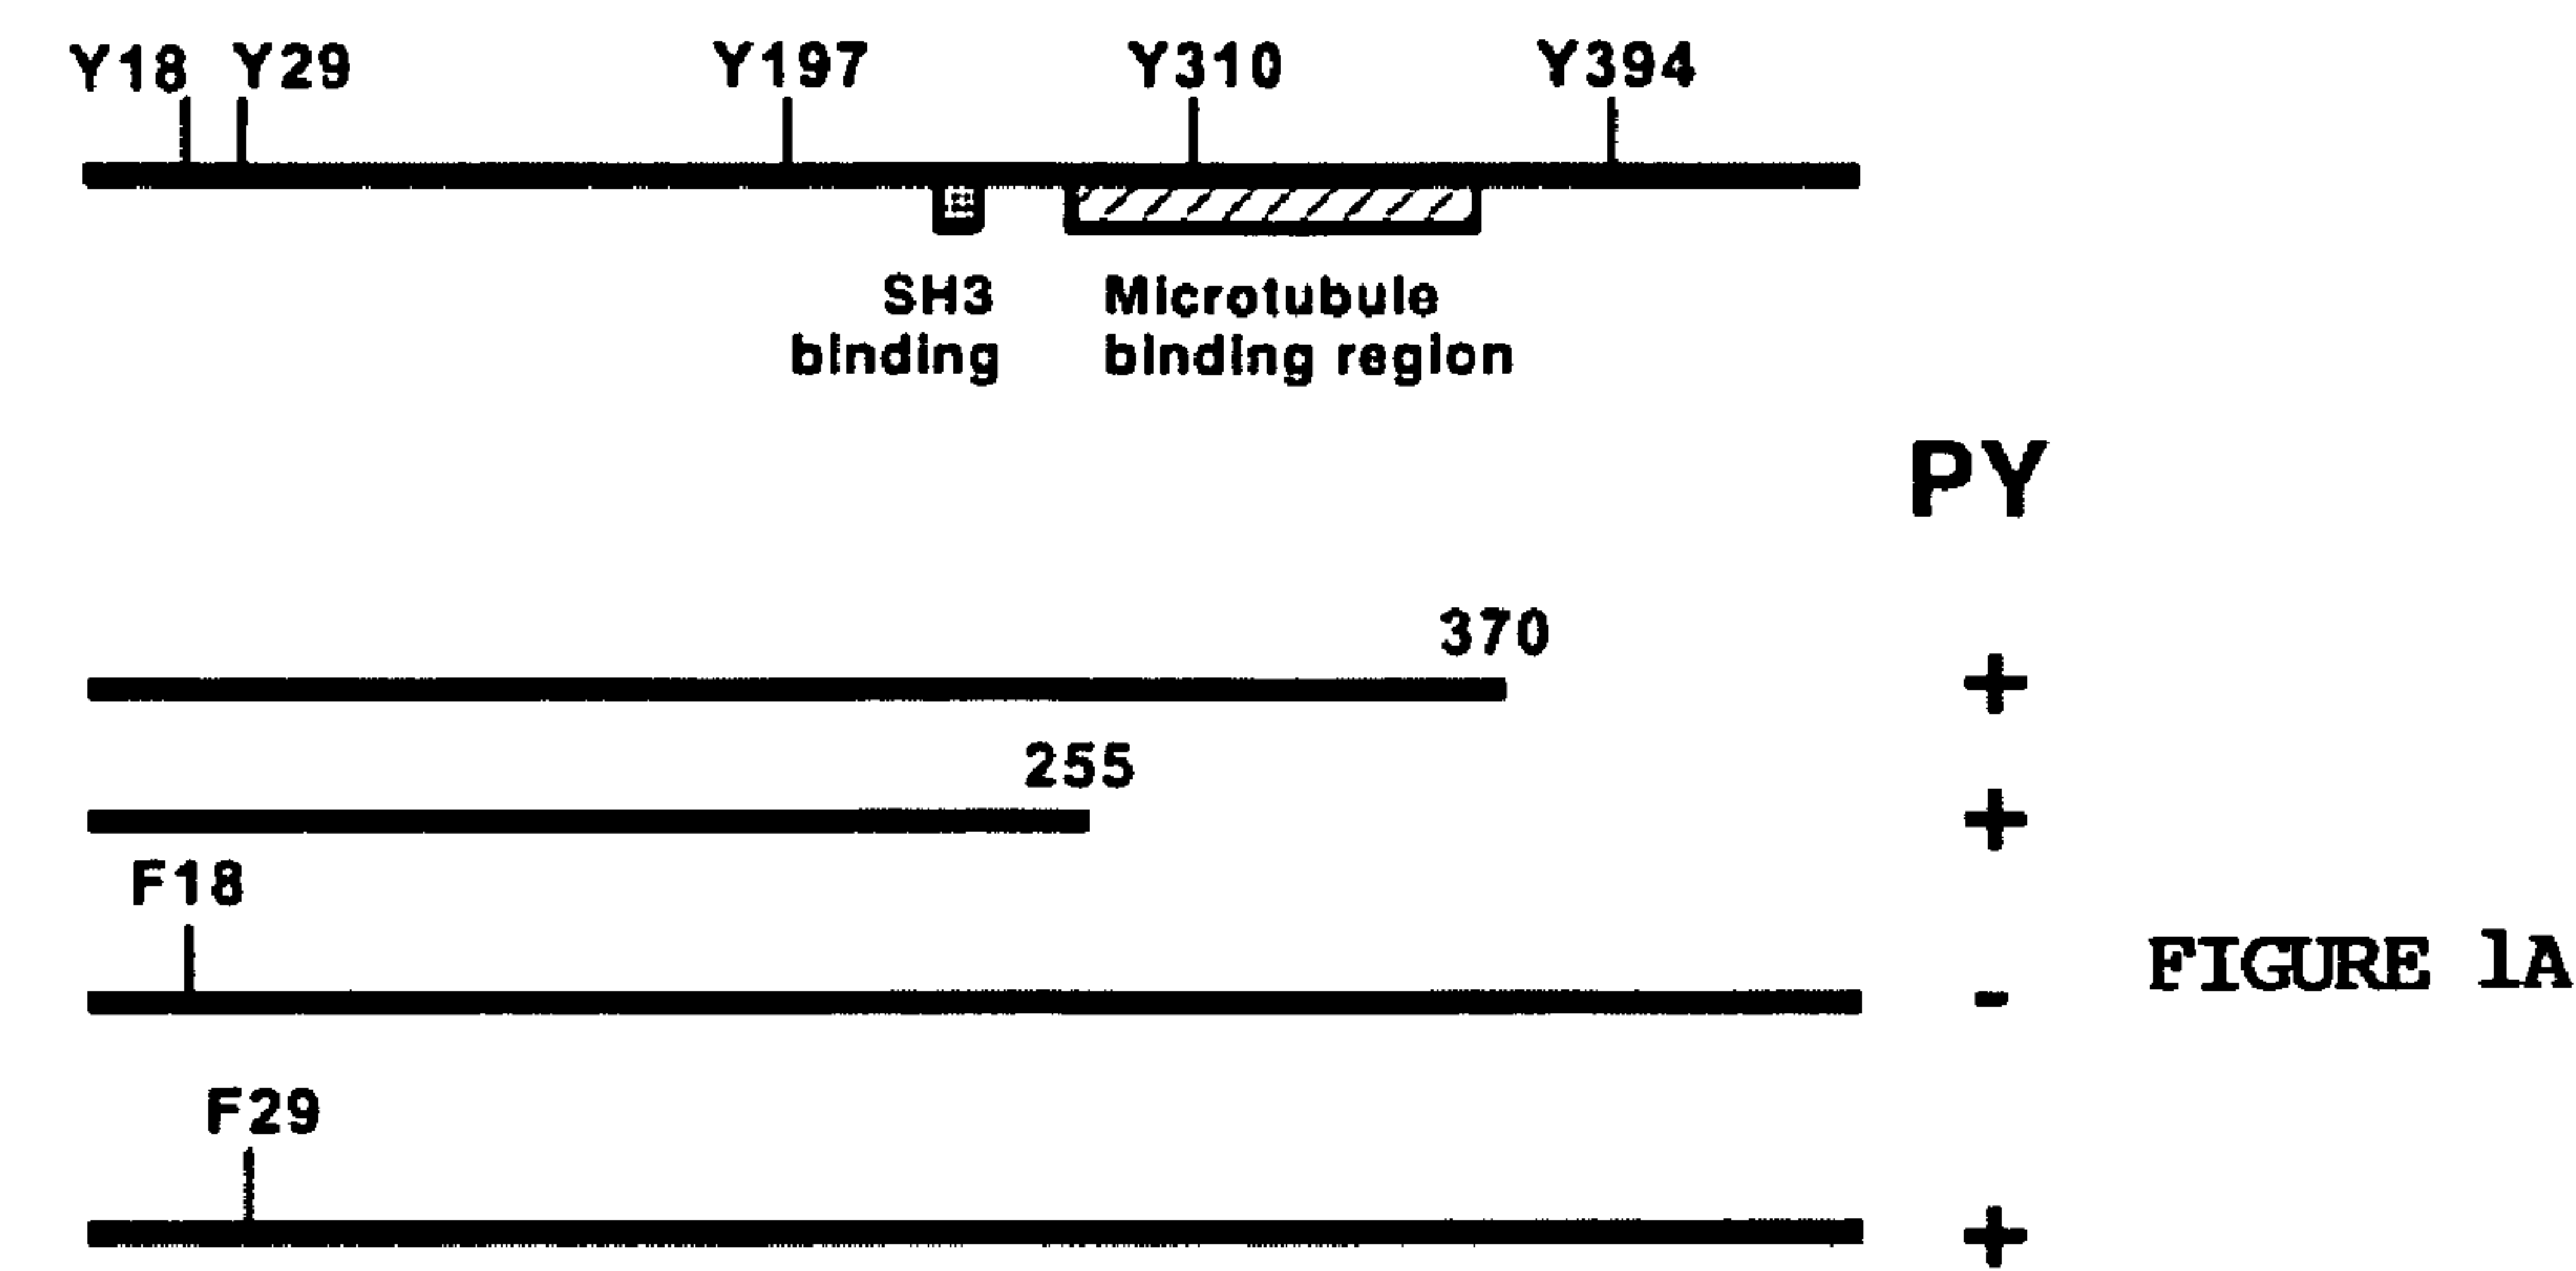 Y18 Y29 Y197 Y310 Y394
SH3 Microtubule
binding binding region
PY
370
+
255
+
F18
-
FIGURE 1A
F29
+